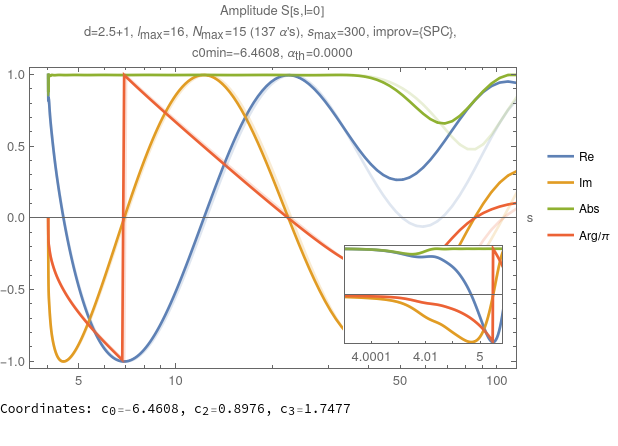 Amplitude S[s,l=0]
d=2.5+1, lmax=16, Nmax=15 (137 α's), smax=300, improv={SPC},
c0min=-6.4608, αth=0.0000
1.0
0.5
0.0
-0.5
-1.0
s
Re
Im
Abs
Arg/π
4.0001 4.01 5
5 10 50 100
Coordinates: c0=-6.4608, c2=0.8976, c3=1.7477